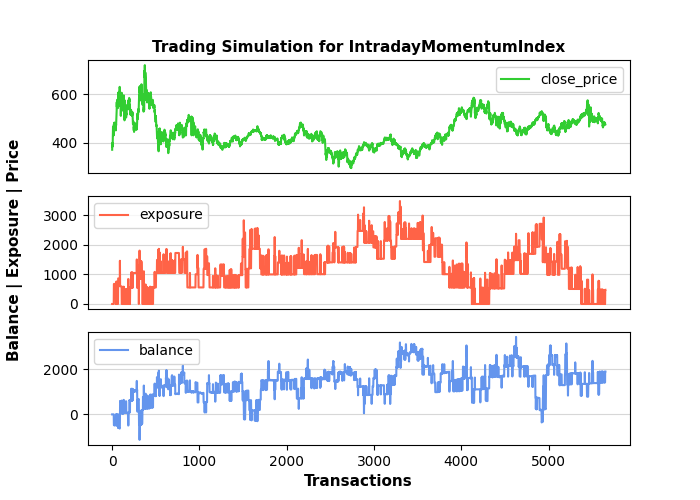 Trading Simulation for IntradayMomentumIndex
Balance | Exposure | Price
600
400
close_price
3000
2000
1000
0
exposure
2000
0
balance
0 1000 2000 3000 4000 5000
Transactions